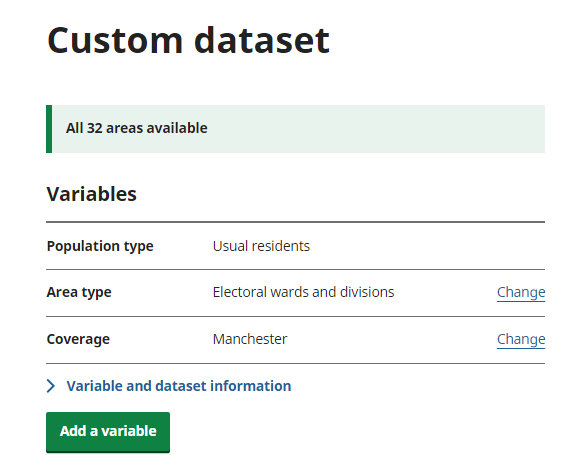 Custom dataset
All 32 areas available
Variables
Population type Usual residents
Area type Electoral wards and divisions Change
Coverage Manchester Change
Variable and dataset information
Add a variable